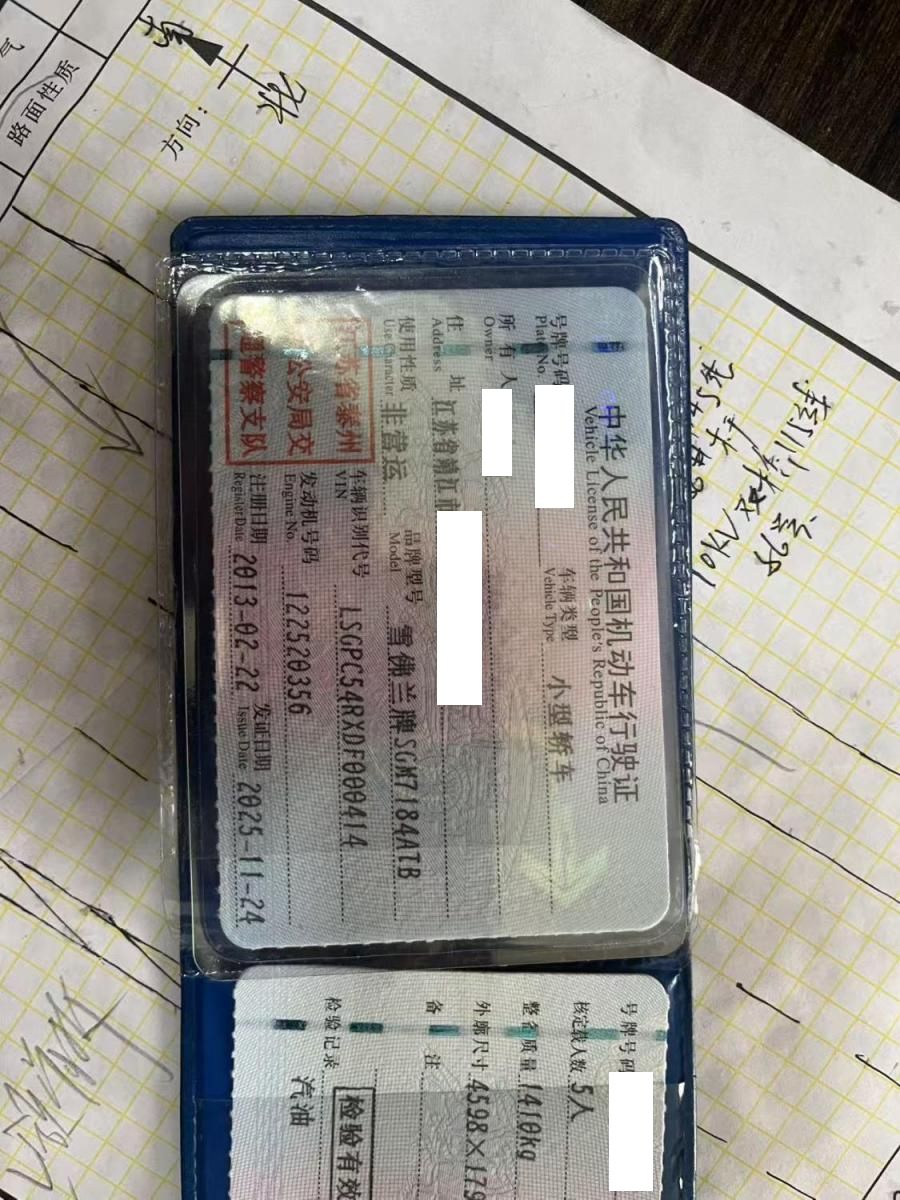 中华人民共和国机动车行驶证
Vehicle License of the People's Republic of China
号牌号码
Plate No.
车辆类型 小型轿车
Vehicle Type
所有人
Owner
住址 江苏省靖江市
Address
使用性质 非营运
Use Character
品牌型号 雪佛兰牌SGM7184ATB
Model
江苏省泰州
公安局交
通警察支队
车辆识别代号 LSGPC54RXDF000414
VIN
发动机号码 122520356
Engine No.
注册日期 2013-02-22
Register Date
发证日期 2025-11-24
Issue Date
号牌号码
核定载人数 5人
整备质量 1410kg
外廓尺寸 4598×179
备注
检验记录
检验有效
汽油
路面性质
方向:
北
10KV